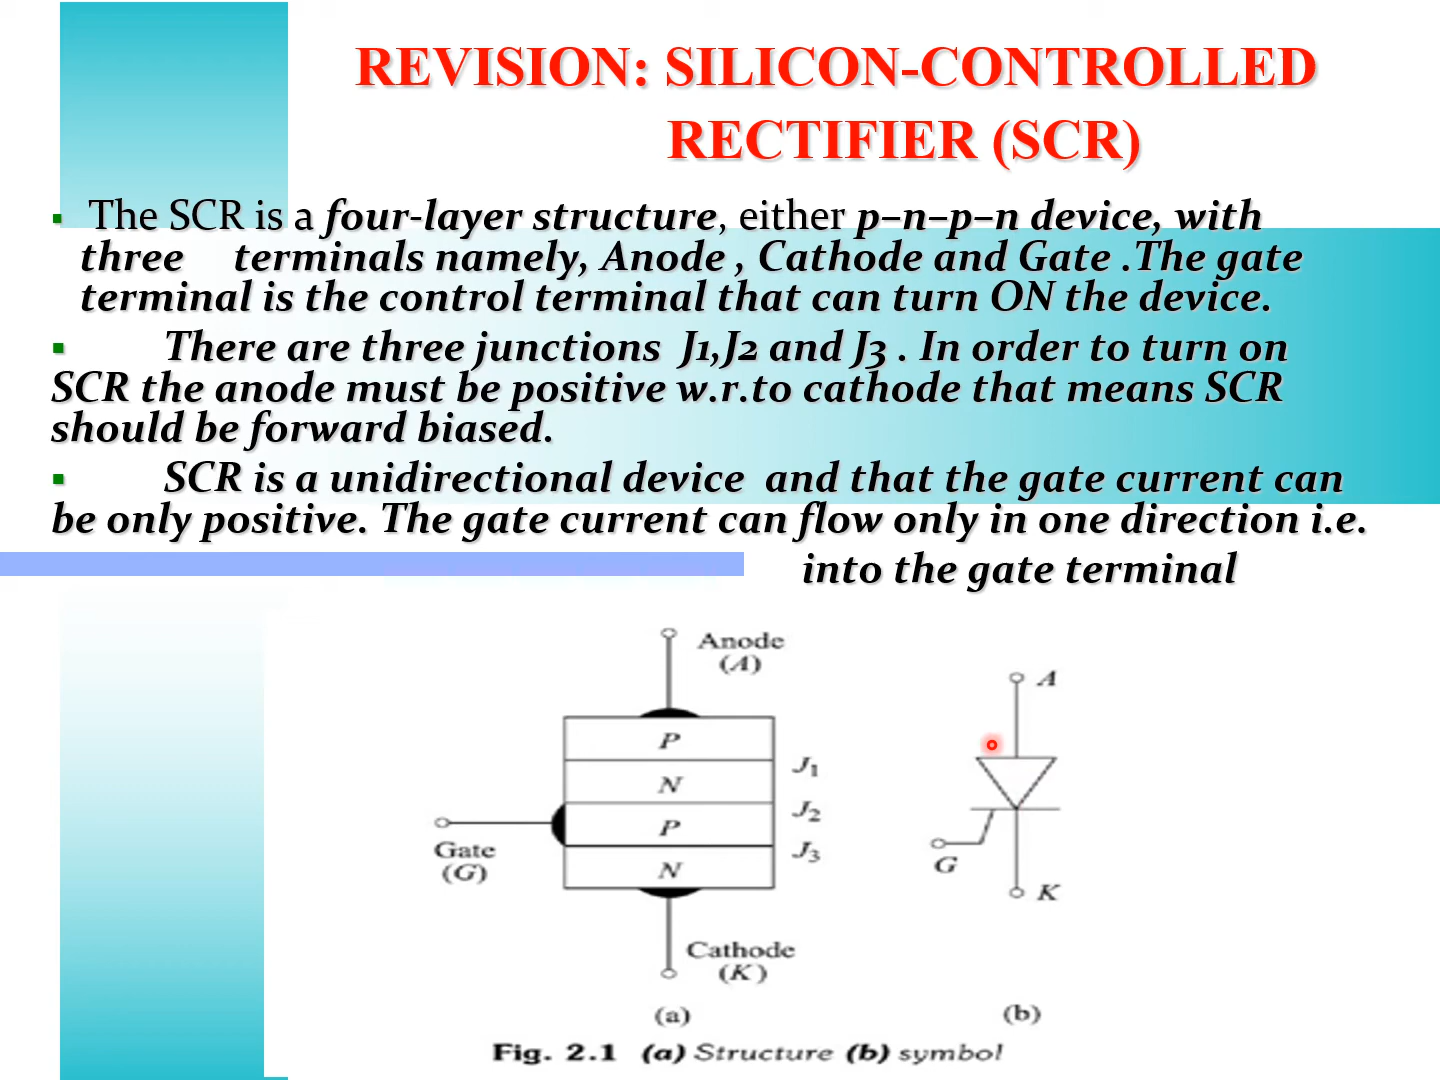 REVISION: SILICON-CONTROLLED
RECTIFIER (SCR)
▪ The SCR is a four-layer structure, either p–n–p–n device, with
three terminals namely, Anode , Cathode and Gate .The gate
terminal is the control terminal that can turn ON the device.
▪ There are three junctions J1,J2 and J3 . In order to turn on
SCR the anode must be positive w.r.to cathode that means SCR
should be forward biased.
▪ SCR is a unidirectional device and that the gate current can
be only positive. The gate current can flow only in one direction i.e.
into the gate terminal
Anode
(A)
P
N
P
N
J1
J2
J3
Gate
(G)
Cathode
(K)
(a)
A
G
K
(b)
Fig. 2.1 (a) Structure (b) symbol